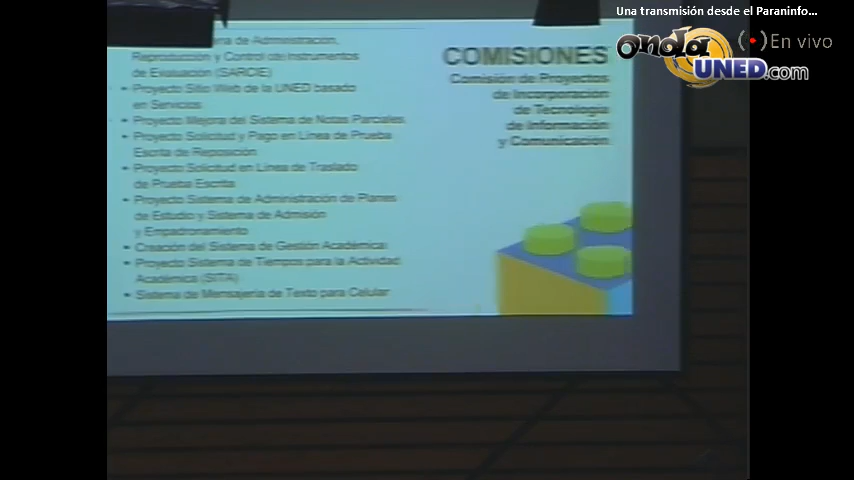 Una transmisión desde el Paraninfo...
onda UNED.com
(•) En vivo
COMISIONES
Comisión de Proyectos
de Incorporación
de Tecnología
de Información
y Comunicación
de Administración,
Reproducción y Control de Instrumentos
de Evaluación (SARCIE)
• Proyecto Sitio Web de la UNED basado
en Servicios
• Proyecto Mejora del Sistema de Notas Parciales
• Proyecto Solicitud y Pago en Línea de Prueba
Escrita de Reposición
• Proyecto Solicitud en Línea de Traslado
de Prueba Escrita
• Proyecto Sistema de Administración de Planes
de Estudio y Sistema de Admisión
y Empadronamiento
• Creación del Sistema de Gestión Académica
• Proyecto Sistema de Tiempos para la Actividad
Académica (SITA)
• Sistema de Mensajería de Texto para Celular